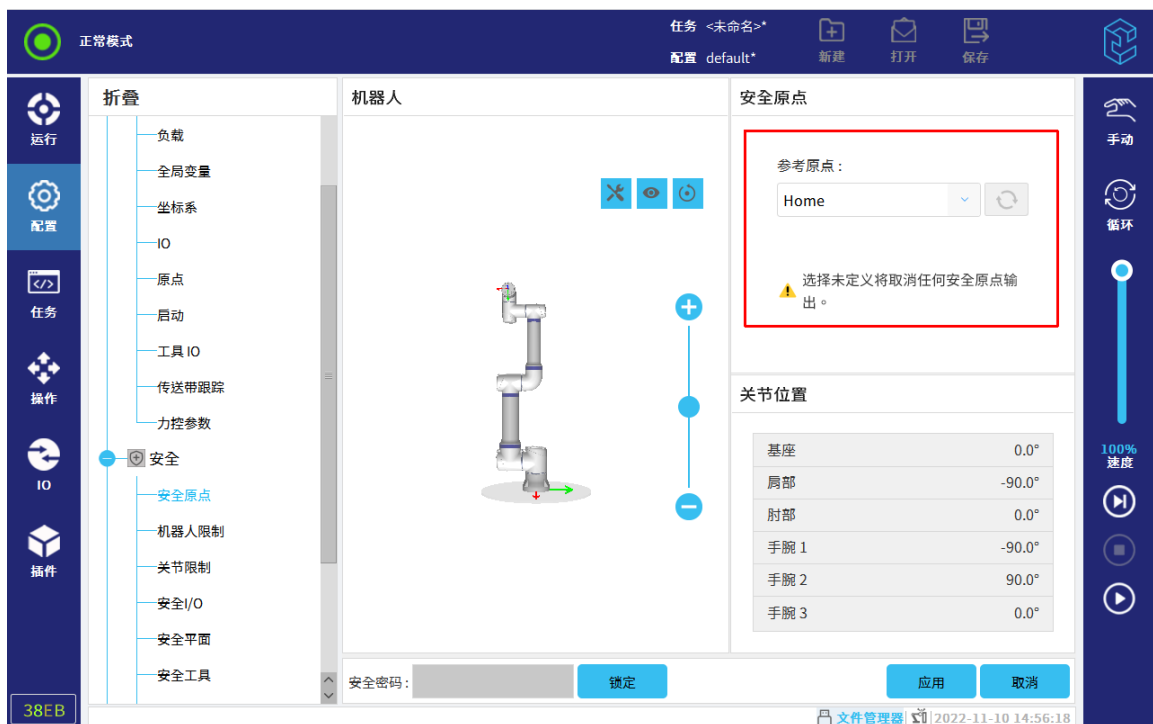 正常模式
任务 <未命名>*
配置 default*
新建
打开
保存
运行
配置
任务
操作
IO
插件
38EB
折叠
负载
全局变量
坐标系
IO
原点
启动
工具 IO
传送带跟踪
力控参数
安全
安全原点
机器人限制
关节限制
安全I/O
安全平面
安全工具
机器人
安全原点
参考原点 :
Home
选择未定义将取消任何安全原点输
出。
关节位置
基座 0.0°
肩部 -90.0°
肘部 0.0°
手腕 1 -90.0°
手腕 2 90.0°
手腕 3 0.0°
安全密码 :
锁定
应用
取消
手动
循环
100%
速度
文件管理器
2022-11-10 14:56:18